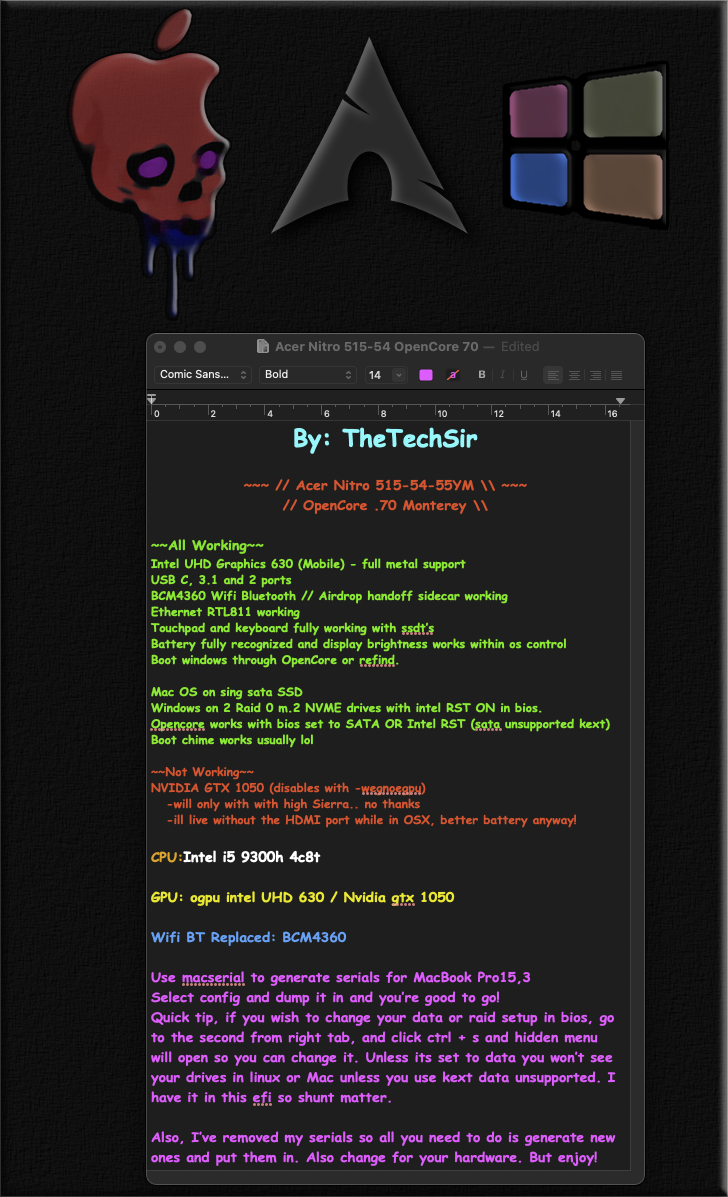 Acer Nitro 515-54 OpenCore 70 — Edited
Comic Sans... Bold 14 a B I U
0 2 4 6 8 10 12 14 16
By: TheTechSir
~~~ // Acer Nitro 515-54-55YM \\ ~~~
// OpenCore .70 Monterey \\
~~All Working~~
Intel UHD Graphics 630 (Mobile) - full metal support
USB C, 3.1 and 2 ports
BCM4360 Wifi Bluetooth // Airdrop handoff sidecar working
Ethernet RTL811 working
Touchpad and keyboard fully working with ssdt's
Battery fully recognized and display brightness works within os control
Boot windows through OpenCore or refind.
Mac OS on sing sata SSD
Windows on 2 Raid 0 m.2 NVME drives with intel RST ON in bios.
Opencore works with bios set to SATA OR Intel RST (sata unsupported kext)
Boot chime works usually lol
~~Not Working~~
NVIDIA GTX 1050 (disables with -wegnoegpu)
-will only with with high Sierra.. no thanks
-ill live without the HDMI port while in OSX, better battery anyway!
CPU:Intel i5 9300h 4c8t
GPU: ogpu intel UHD 630 / Nvidia gtx 1050
Wifi BT Replaced: BCM4360
Use macserial to generate serials for MacBook Pro15,3
Select config and dump it in and you're good to go!
Quick tip, if you wish to change your data or raid setup in bios, go
to the second from right tab, and click ctrl + s and hidden menu
will open so you can change it. Unless its set to data you won't see
your drives in linux or Mac unless you use kext data unsupported. I
have it in this efi so shunt matter.
Also, I've removed my serials so all you need to do is generate new
ones and put them in. Also change for your hardware. But enjoy!